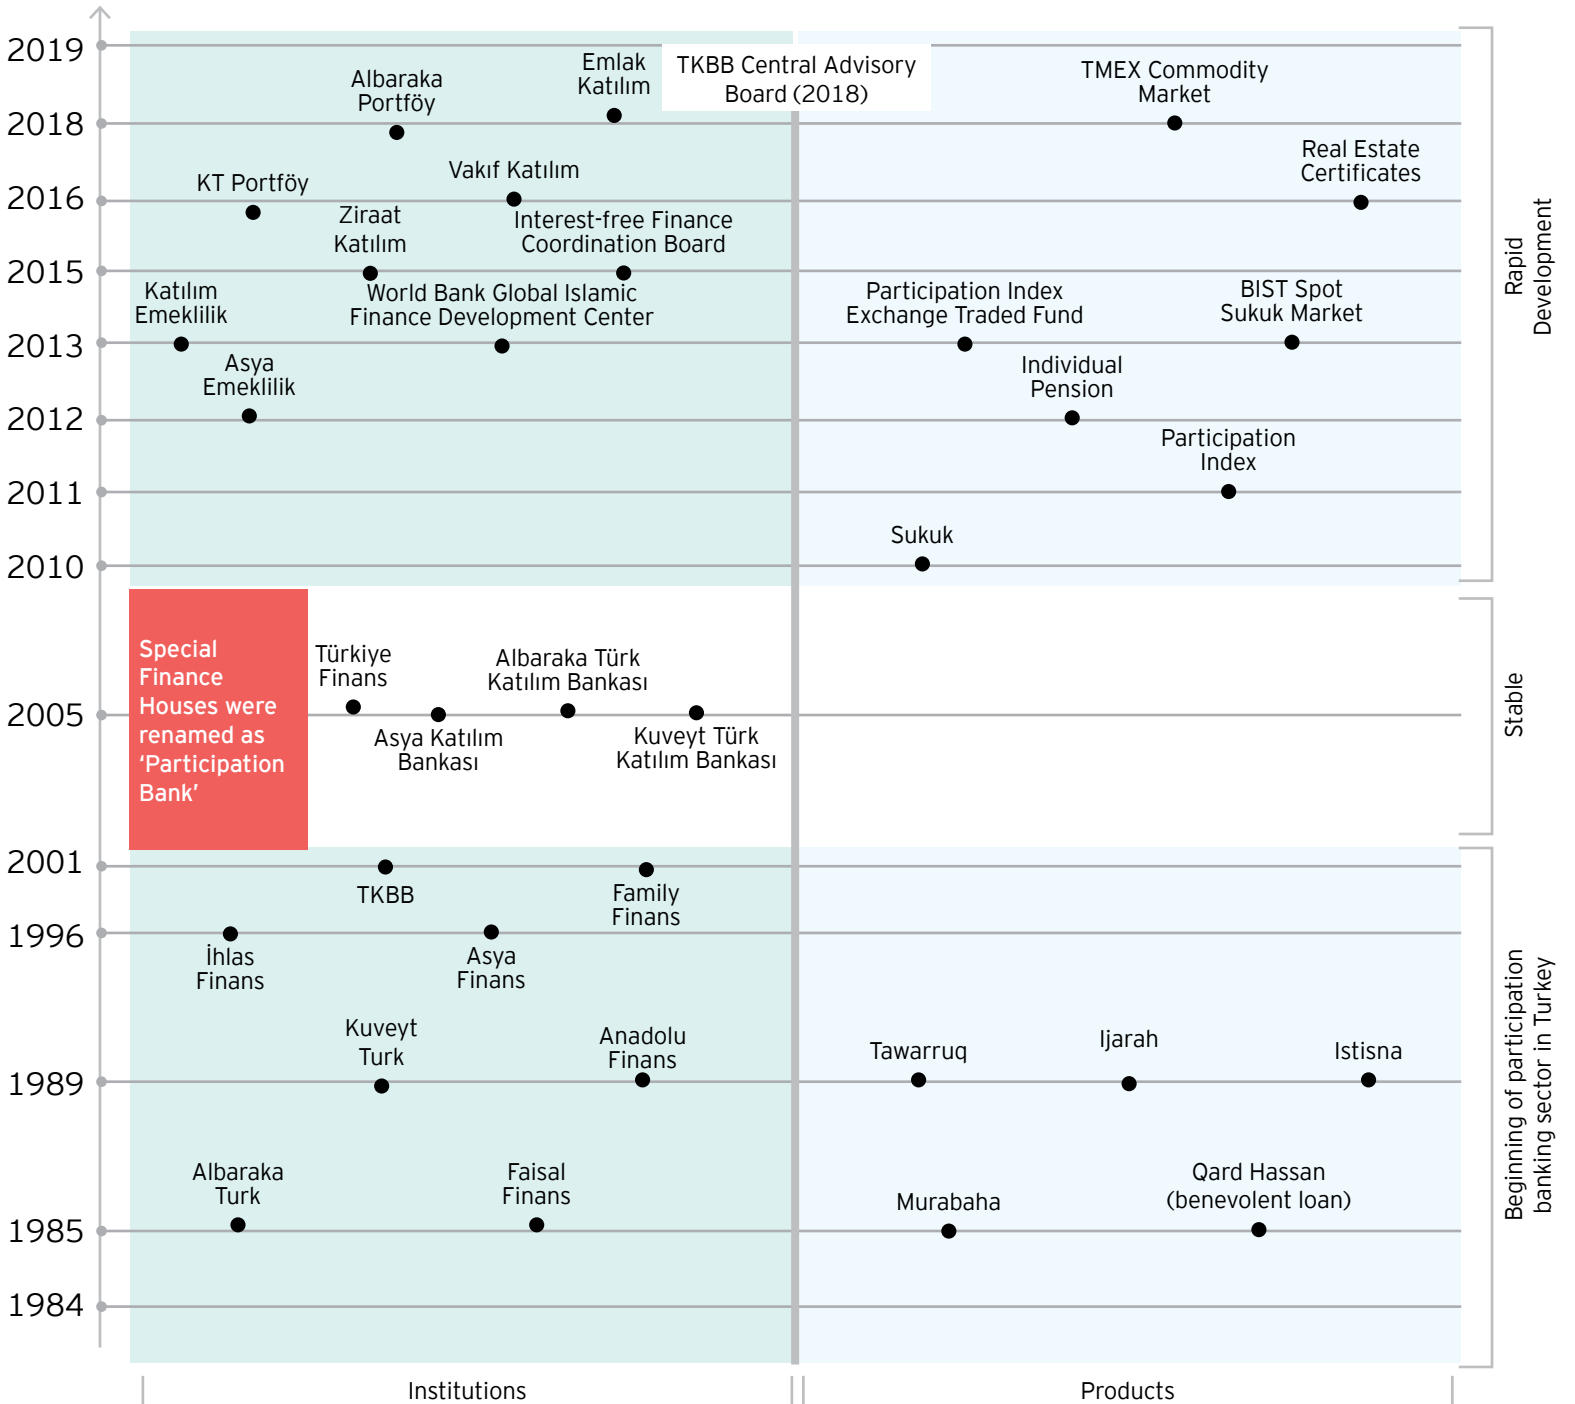 2019
Emlak
Katılım
TKBB Central Advisory
Board (2018)
Albaraka
Portföy
TMEX Commodity
Market
2018
Real Estate
Certificates
KT Portföy
Vakıf Katılım
2016
Ziraat
Katılım
Interest-free Finance
Coordination Board
2015
Katılım
Emeklilik
World Bank Global Islamic
Finance Development Center
Participation Index
Exchange Traded Fund
BIST Spot
Sukuk Market
2013
Asya
Emeklilik
Individual
Pension
2012
Participation
Index
2011
Sukuk
2010
Rapid
Development
Special
Finance
Houses were
renamed as
‘Participation
Bank’
Türkiye
Finans
Albaraka Türk
Katılım Bankası
2005
Asya Katılım
Bankası
Kuveyt Türk
Katılım Bankası
Stable
2001
TKBB
Family
Finans
1996
İhlas
Finans
Asya
Finans
Kuveyt
Turk
Anadolu
Finans
Tawarruq
Ijarah
Istisna
1989
Albaraka
Turk
Faisal
Finans
Murabaha
Qard Hassan
(benevolent loan)
1985
1984
Beginning of participation
banking sector in Turkey
Institutions
Products